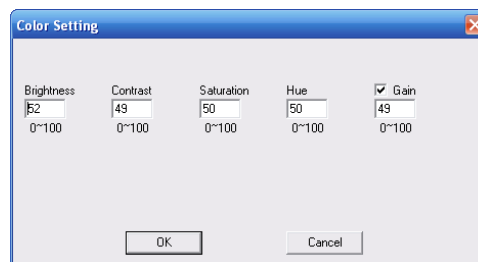 Color Setting
Brightness Contrast Saturation Hue Gain
52 49 50 50 49
0~100 0~100 0~100 0~100 0~100
OK Cancel